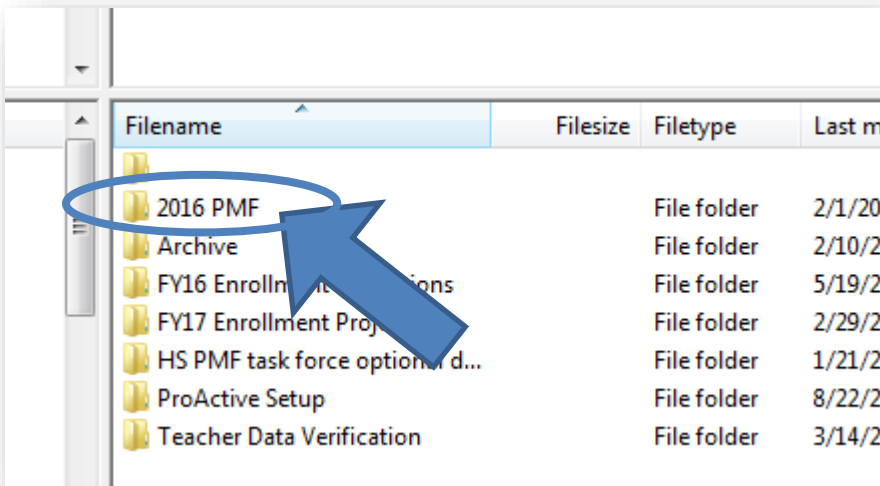 Filename Filesize Filetype Last m
2016 PMF File folder 2/1/20
Archive File folder 2/10/2
FY16 Enrollm t ons File folder 5/19/2
FY17 Enrollment Proj File folder 2/29/2
HS PMF task force optional d... File folder 1/21/2
ProActive Setup File folder 8/22/2
Teacher Data Verification File folder 3/14/2